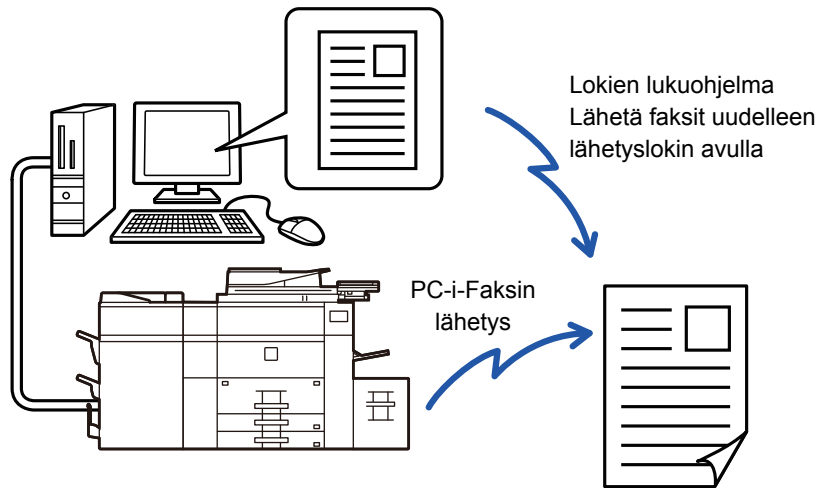 Lokien lukuohjelma
Lähetä faksit uudelleen
lähetyslokin avulla
PC-i-Faksin
lähetys